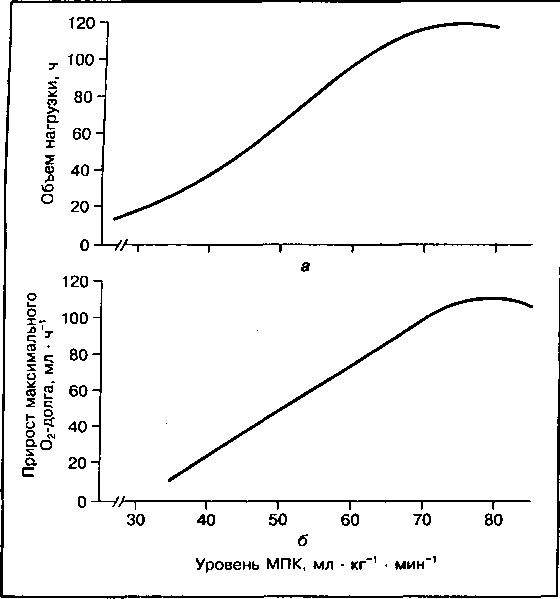 120
100
80
60
40
20
0
Объем нагрузки, ч
а
120
100
80
60
40
20
0
Прирост максимального
O₂-долга, мл · ч⁻¹
30 40 50 60 70 80
б
Уровень МПК, мл · кг⁻¹ · мин⁻¹